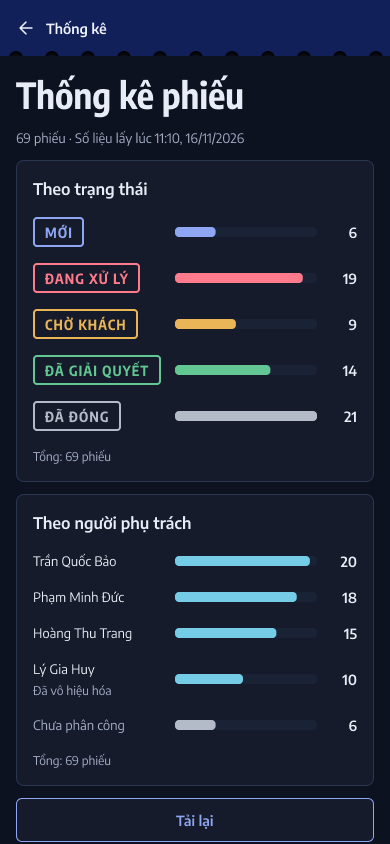 Thống kê
Thống kê phiếu
69 phiếu · Số liệu lấy lúc 11:10, 16/11/2026
Theo trạng thái
MỚI 6
ĐANG XỬ LÝ 19
CHỜ KHÁCH 9
ĐÃ GIẢI QUYẾT 14
ĐÃ ĐÓNG 21
Tổng: 69 phiếu
Theo người phụ trách
Trần Quốc Bảo 20
Phạm Minh Đức 18
Hoàng Thu Trang 15
Lý Gia Huy 10
Đã vô hiệu hóa
Chưa phân công 6
Tổng: 69 phiếu
Tải lại